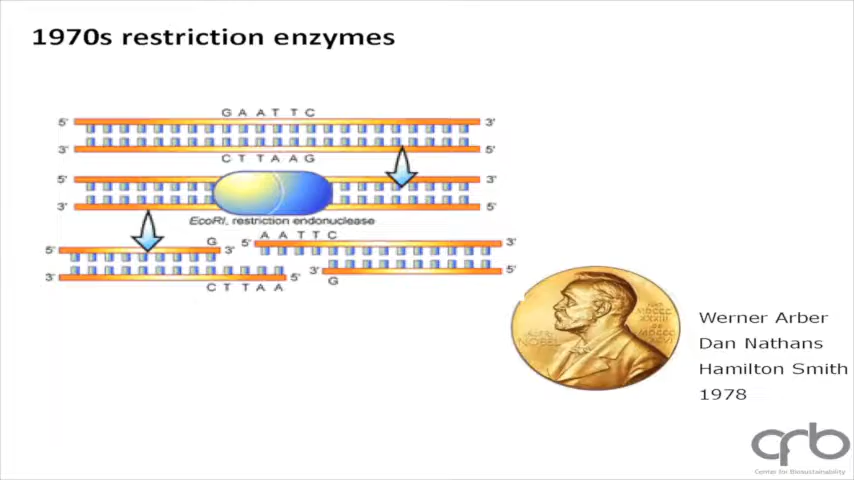 1970s restriction enzymes
G A A T T C
5' 3'
3' 5'
C T T A A G
5' 3'
3' 5'
EcoRI, restriction endonuclease
G A A T T C
5' 3' 5' 3'
3' 5' 3' 5'
C T T A A G
Werner Arber
Dan Nathans
Hamilton Smith
1978
crb
Center for Biosustainability